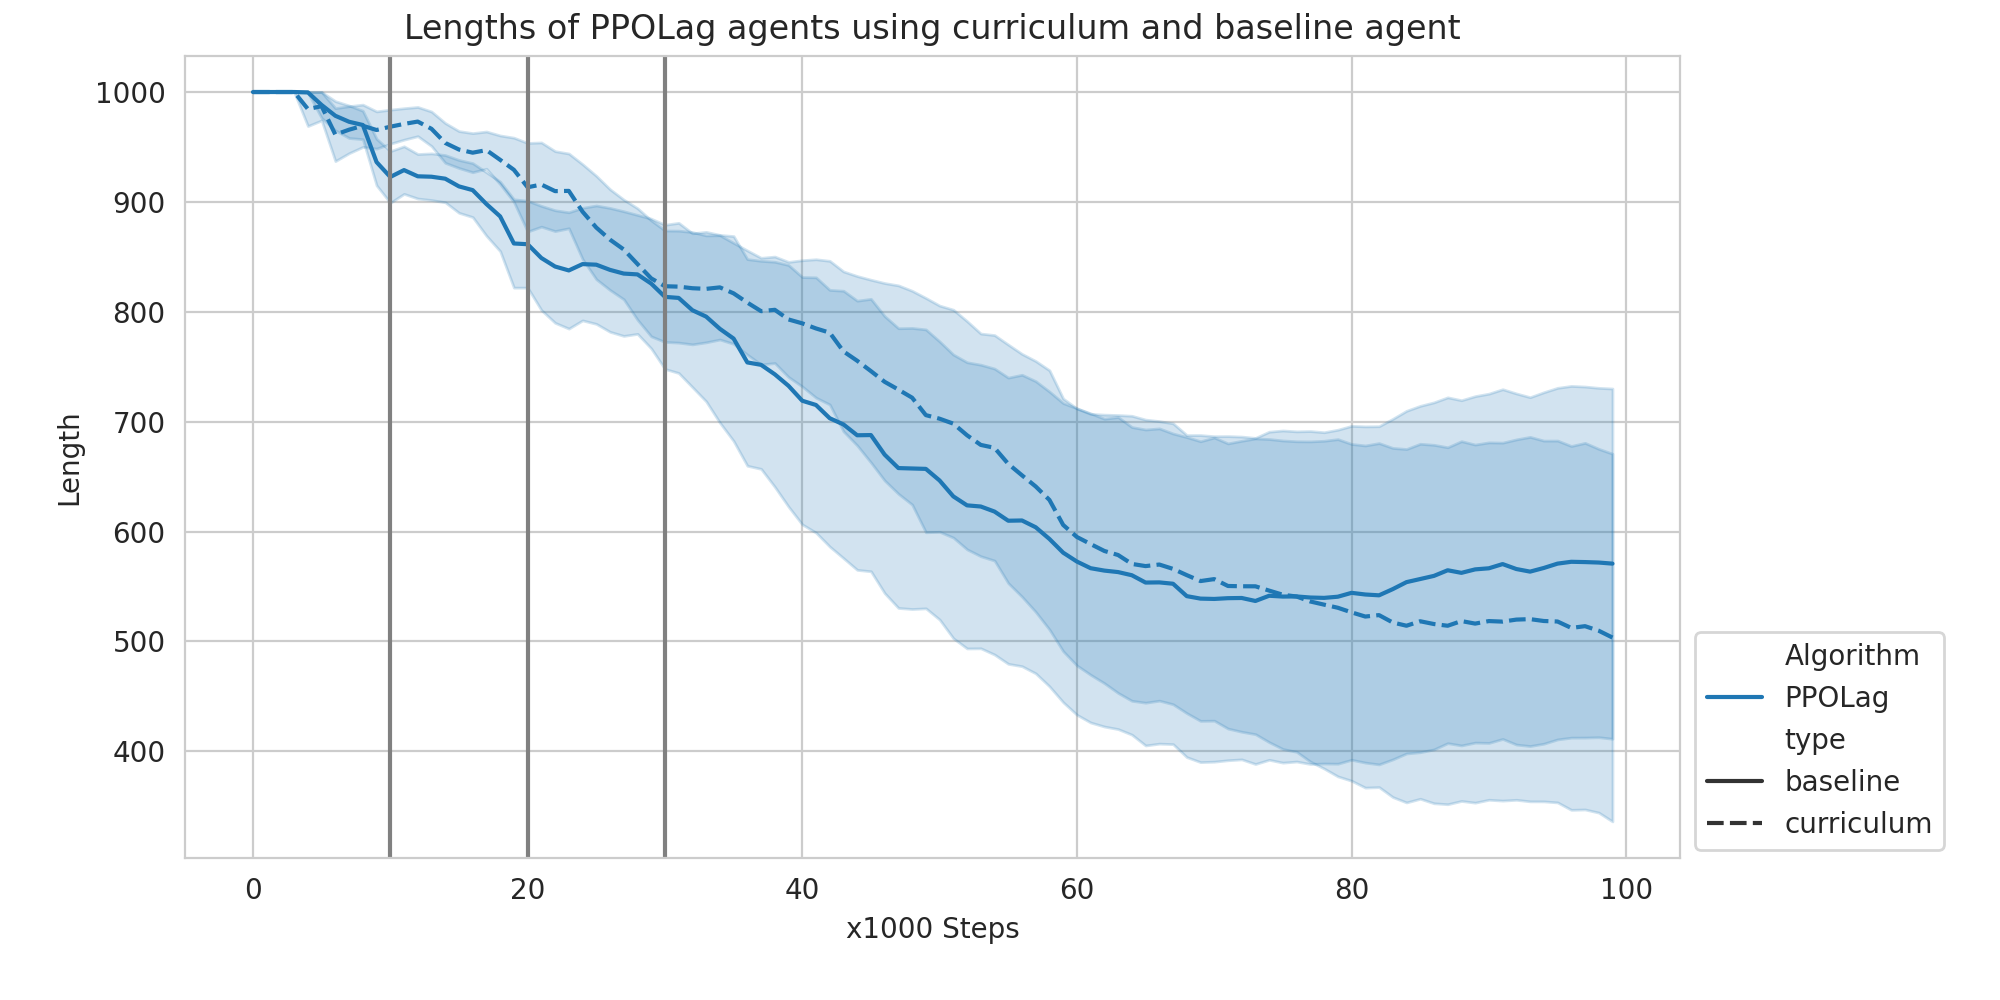 Lengths of PPOLag agents using curriculum and baseline agent
1000
900
800
700
600
500
400
Length
0 20 40 60 80 100
x1000 Steps
Algorithm
PPOLag
type
baseline
curriculum